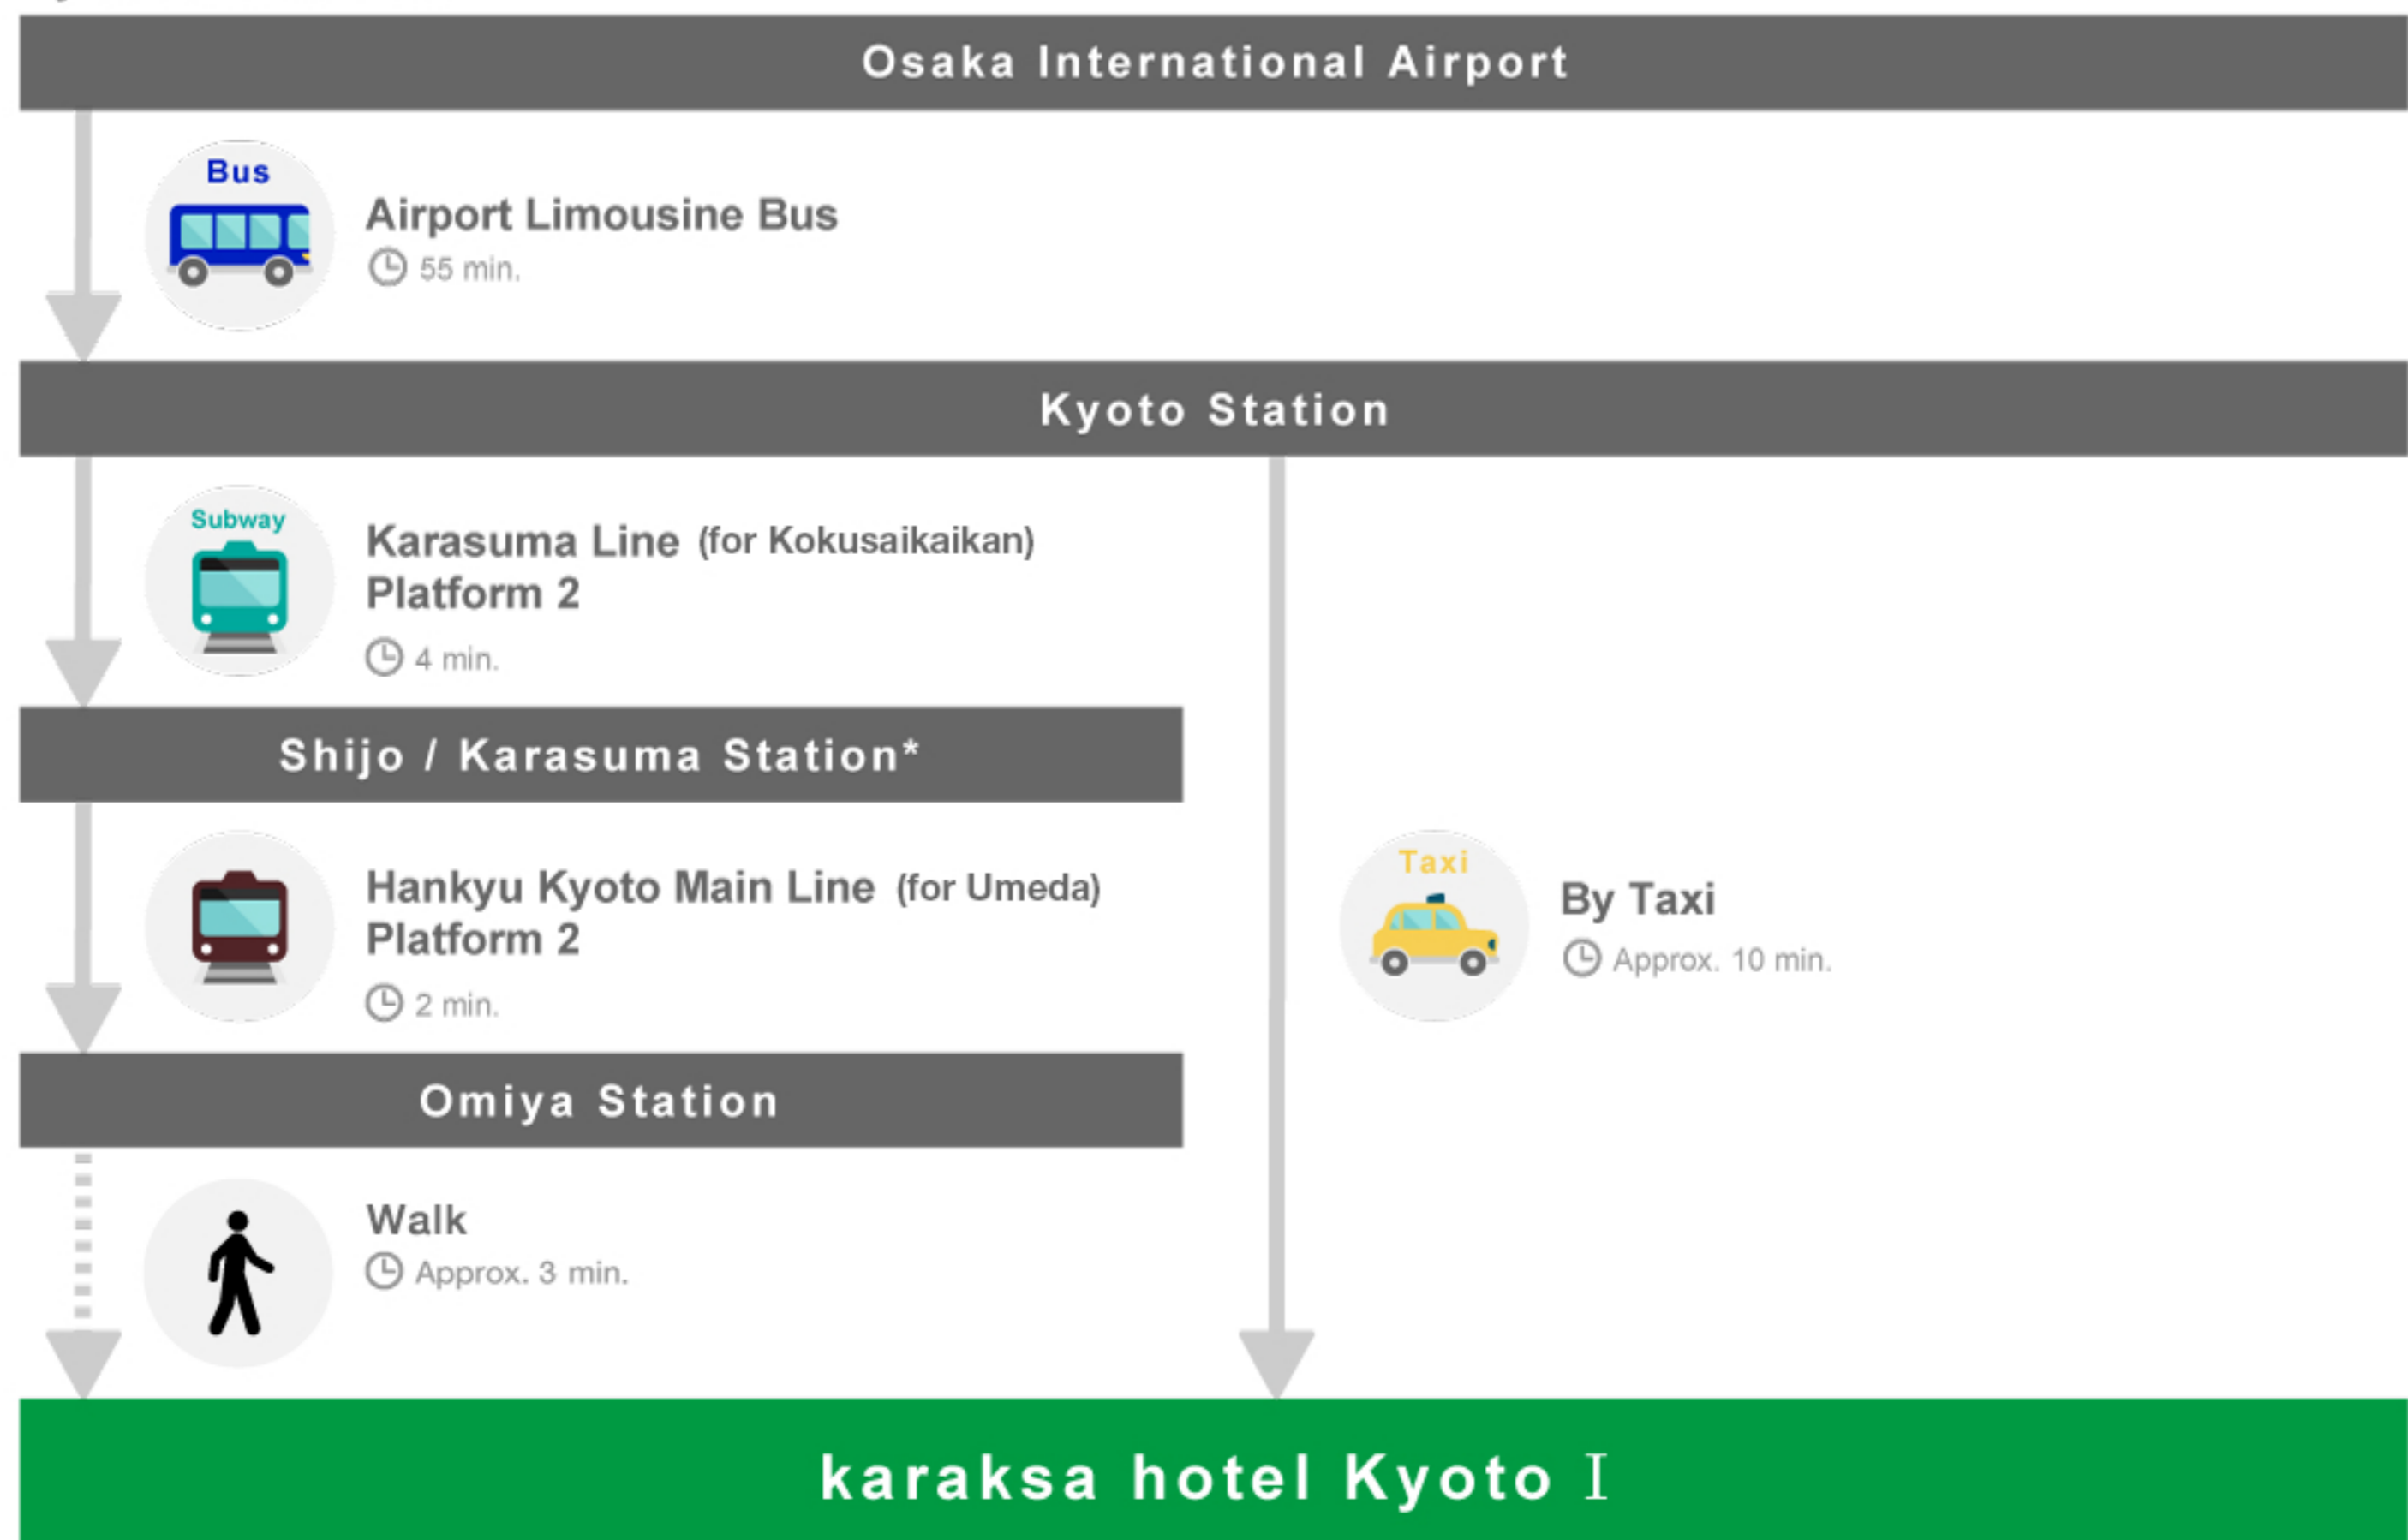 Osaka International Airport
Bus
Airport Limousine Bus
55 min.
Kyoto Station
Subway
Karasuma Line (for Kokusaikaikan)
Platform 2
4 min.
Shijo / Karasuma Station*
Hankyu Kyoto Main Line (for Umeda)
Platform 2
2 min.
Taxi
By Taxi
Approx. 10 min.
Omiya Station
Walk
Approx. 3 min.
karaksa hotel Kyoto I